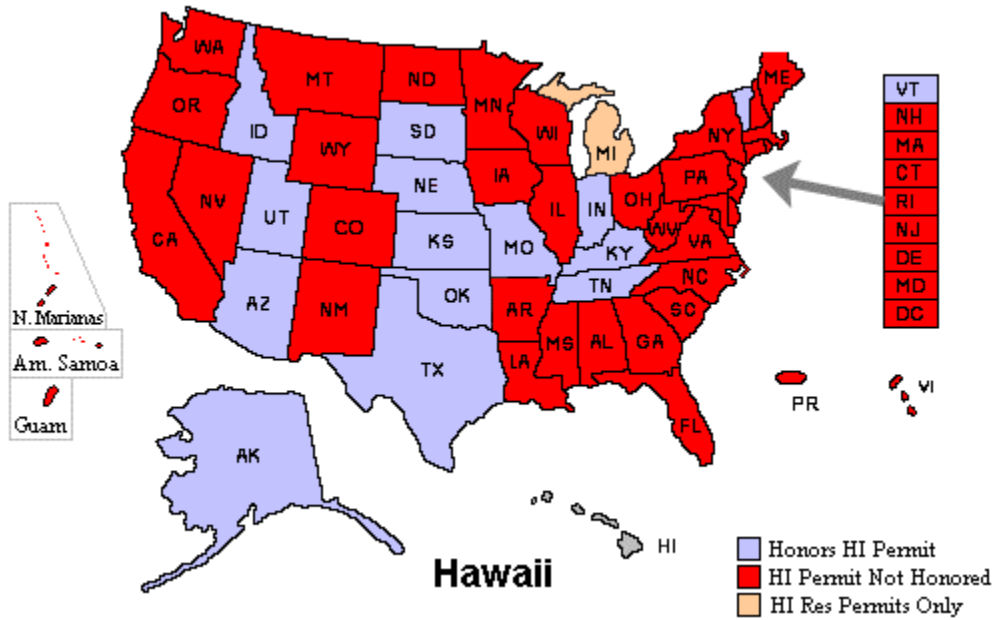 WA
MT
ND
MN
OR
ID
SD
WI
WY
MI
NY
ME
VT
NH
MA
CT
RI
NJ
DE
MD
DC
NV
UT
CO
NE
IA
IL
IN
OH
PA
CA
KS
MO
KY
WV
VA
AZ
NM
OK
AR
TN
NC
SC
TX
LA
MS
AL
GA
FL
N. Marianas
Am. Samoa
Guam
PR
VI
AK
HI
Hawaii
Honors HI Permit
HI Permit Not Honored
HI Res Permits Only